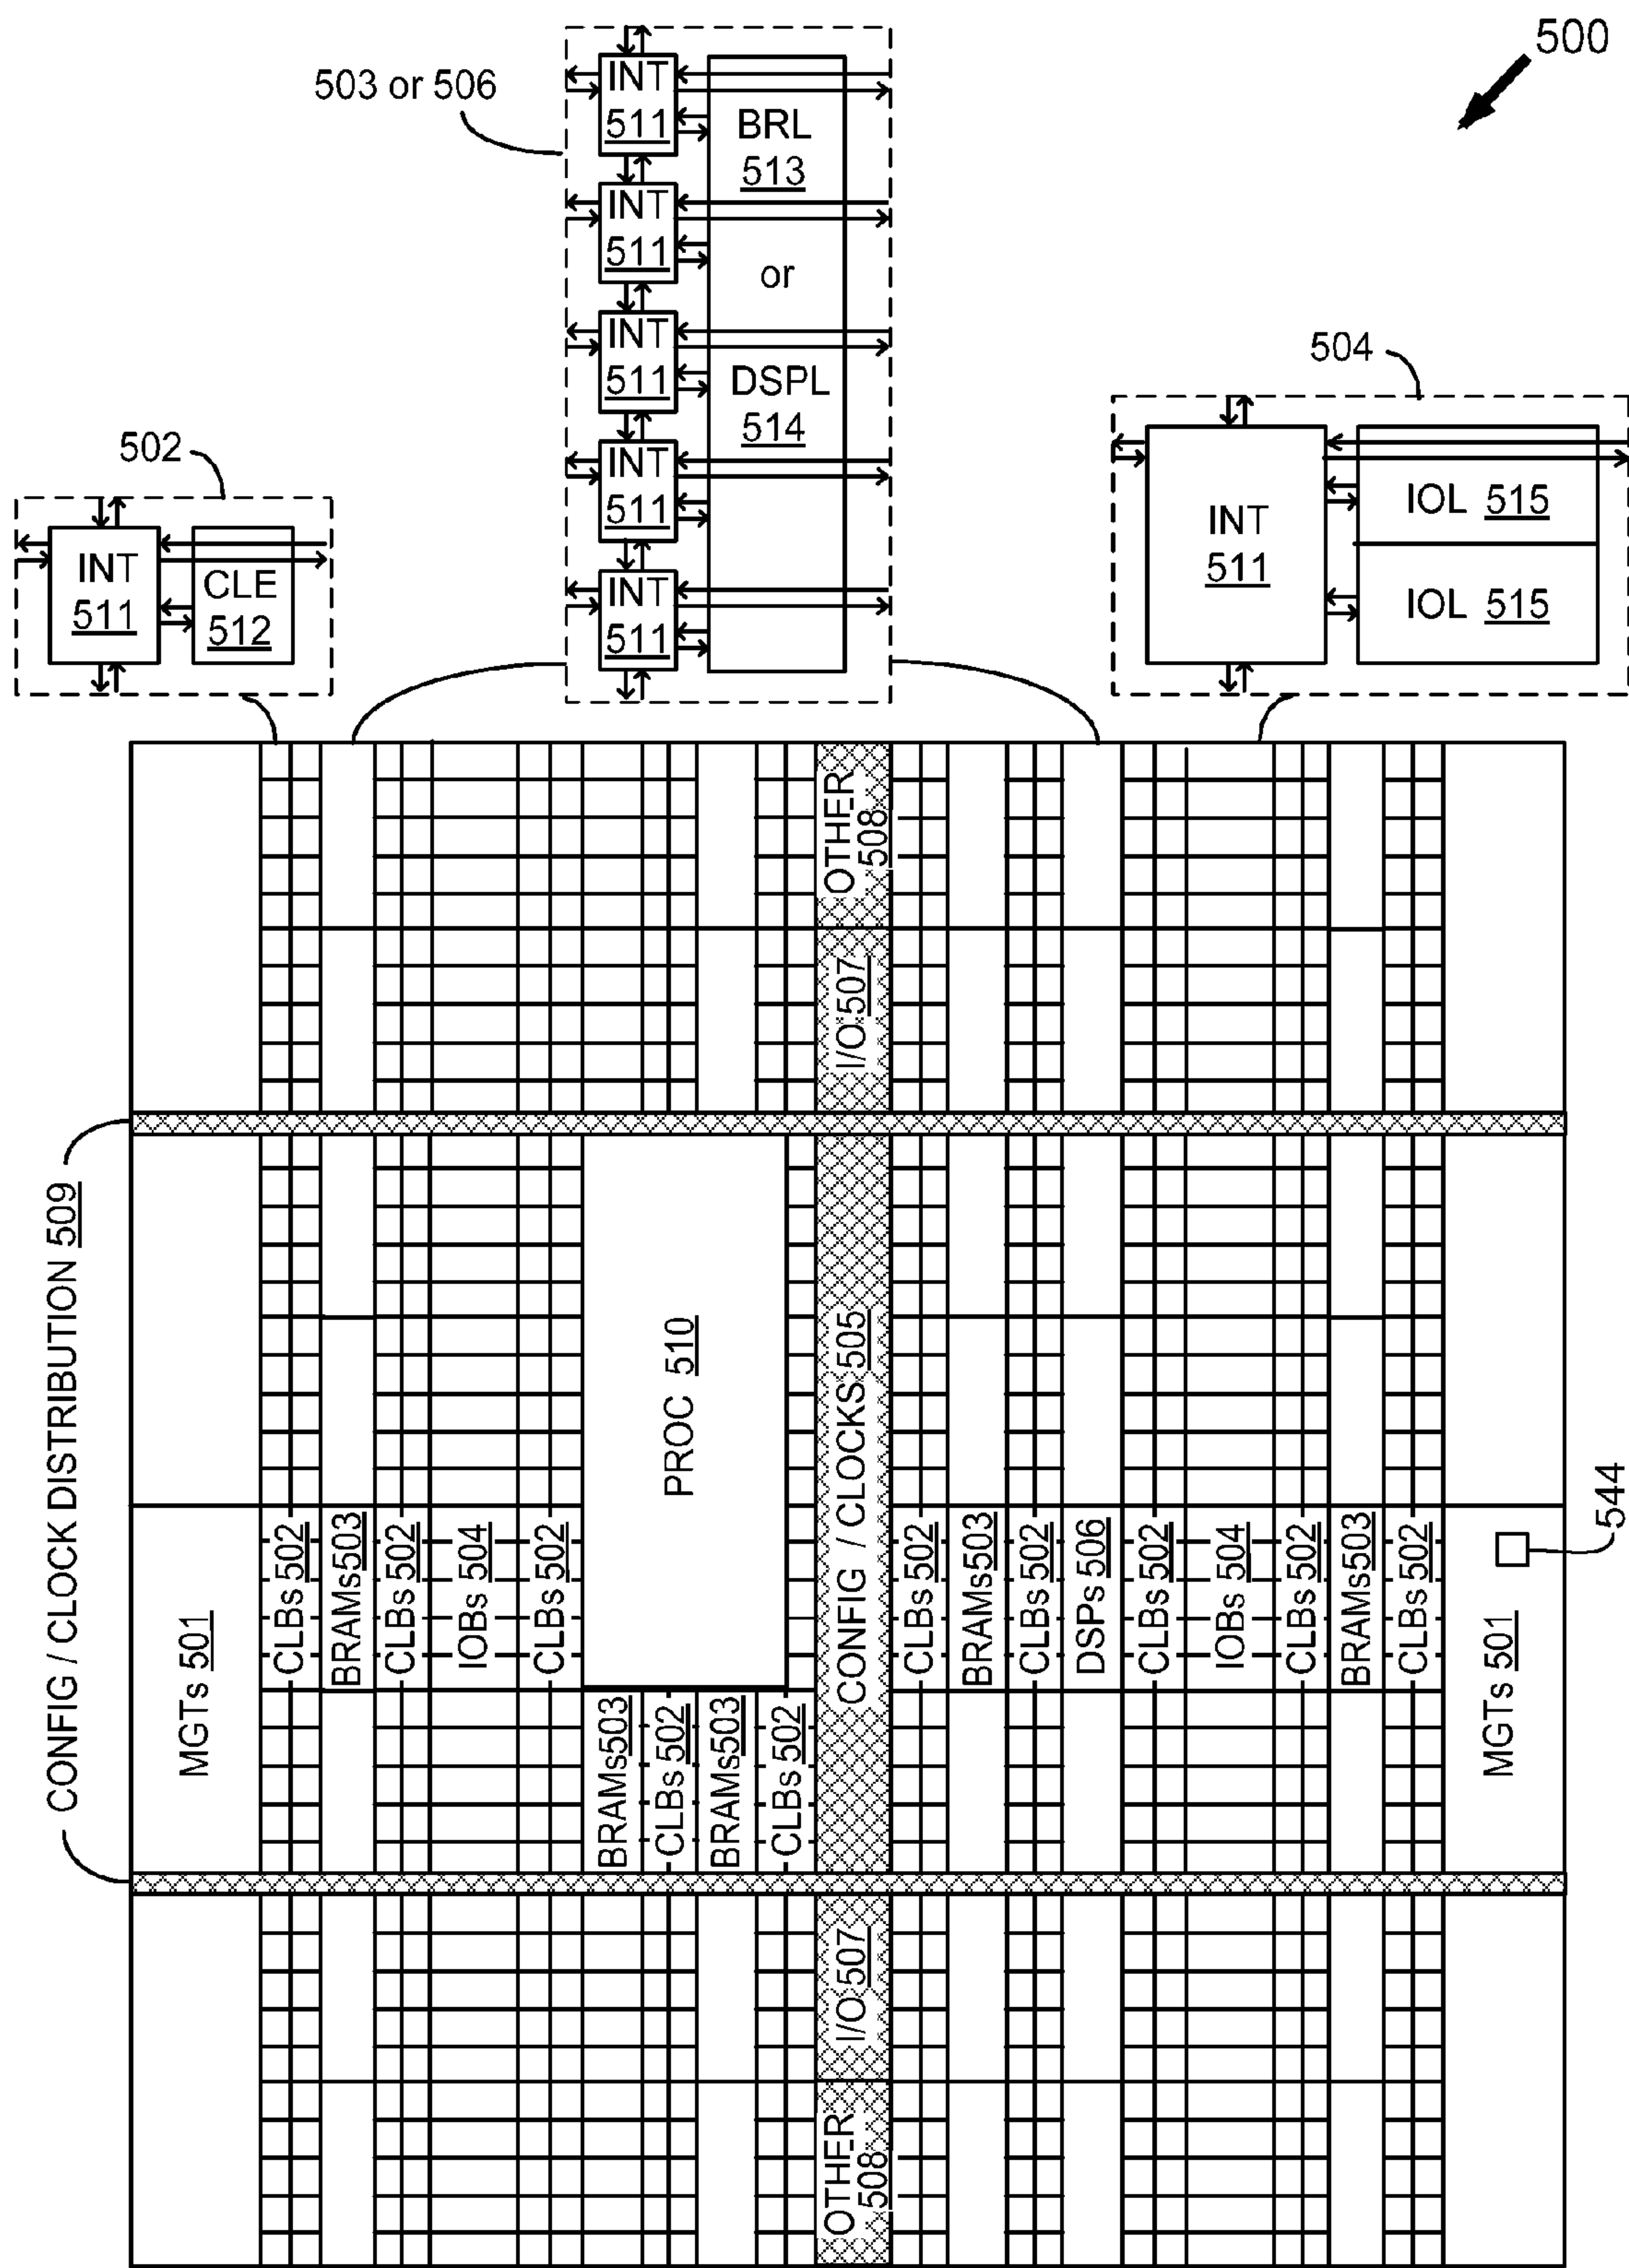 500
503 or 506
INT
511
INT
511
INT
511
INT
511
INT
511
BRL
513
or
DSPL
514
504
INT
511
IOL 515
IOL 515
502
INT
511
CLE
512
CONFIG / CLOCK DISTRIBUTION 509
OTHER
508
I/O 507
MGTs 501
CLBs 502
BRAMs 503
CLBs 502
IOBs 504
CLBs 502
PROC 510
BRAMs 503
CLBs 502
BRAMs 503
CLBs 502
CONFIG / CLOCKS 505
CLBs 502
BRAMs 503
CLBs 502
DSPs 506
CLBs 502
IOBs 504
CLBs 502
BRAMs 503
CLBs 502
MGTs 501
544
I/O 507
OTHER
508